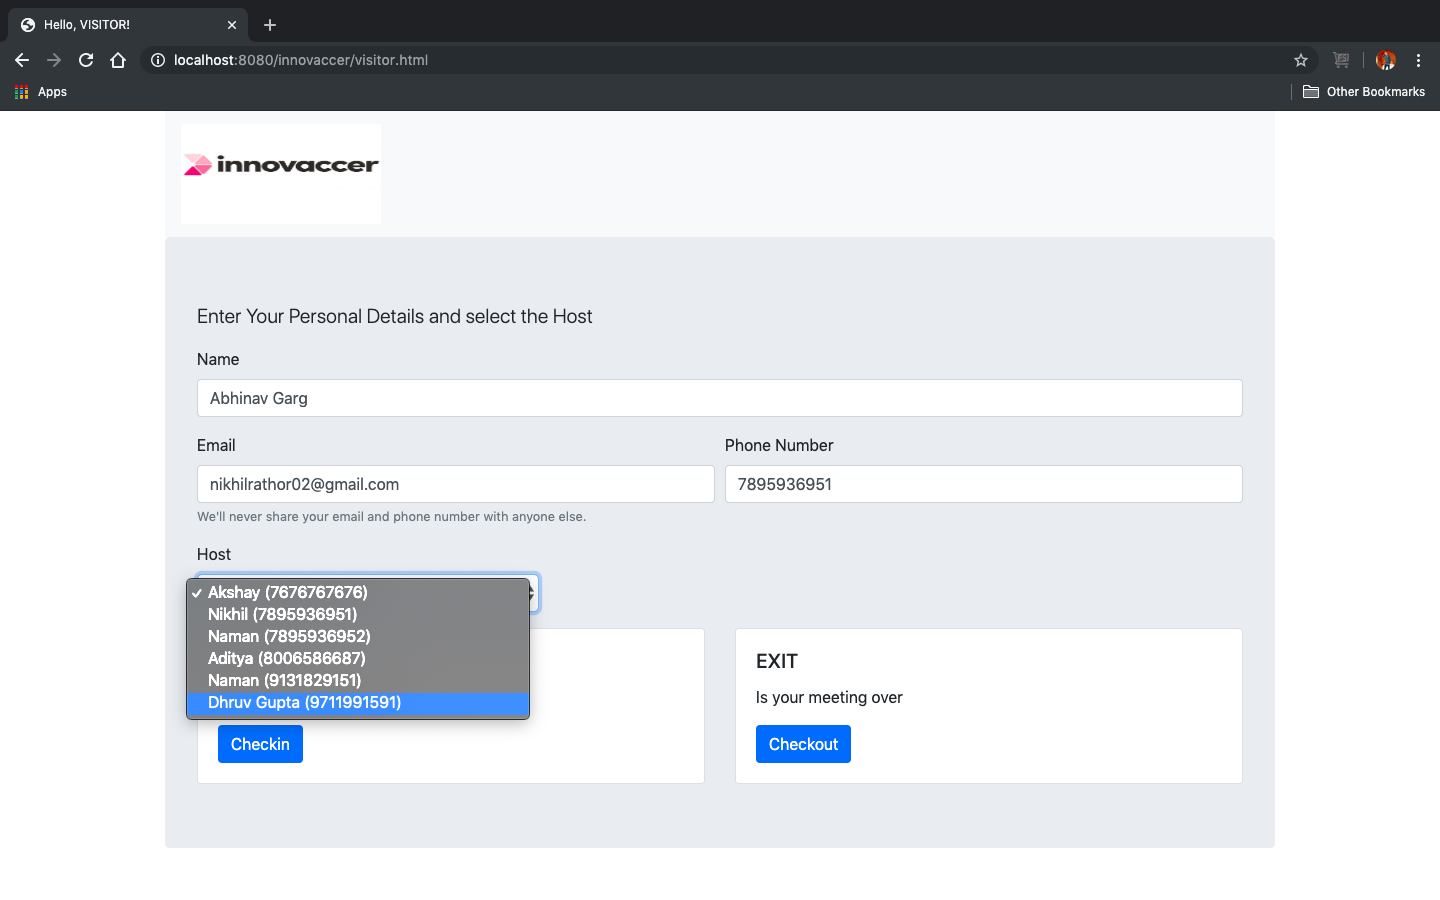 Hello, VISITOR!
localhost:8080/innovaccer/visitor.html
Apps
Other Bookmarks
innovaccer
Enter Your Personal Details and select the Host
Name
Abhinav Garg
Email
Phone Number
nikhilrathor02@gmail.com
7895936951
We'll never share your email and phone number with anyone else.
Host
✓ Akshay (7676767676)
Nikhil (7895936951)
Naman (7895936952)
Aditya (8006586687)
Naman (9131829151)
Dhruv Gupta (9711991591)
Checkin
EXIT
Is your meeting over
Checkout